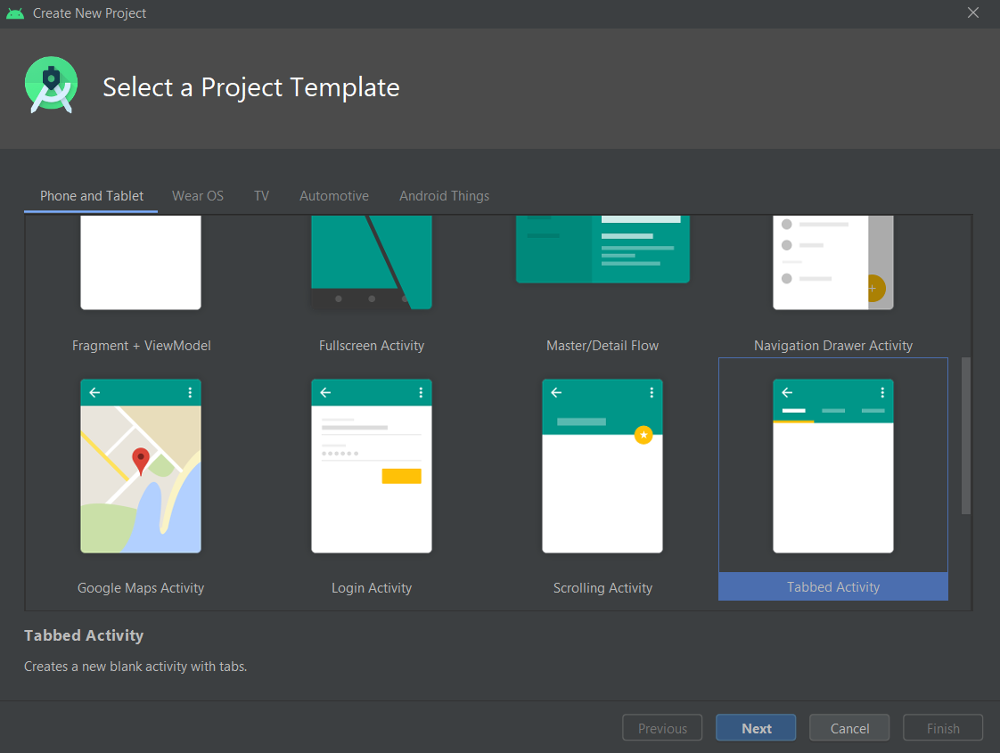 Create New Project
Select a Project Template
Phone and Tablet Wear OS TV Automotive Android Things
Fragment + ViewModel Fullscreen Activity Master/Detail Flow Navigation Drawer Activity
Google Maps Activity Login Activity Scrolling Activity Tabbed Activity
Tabbed Activity
Creates a new blank activity with tabs.
Previous Next Cancel Finish